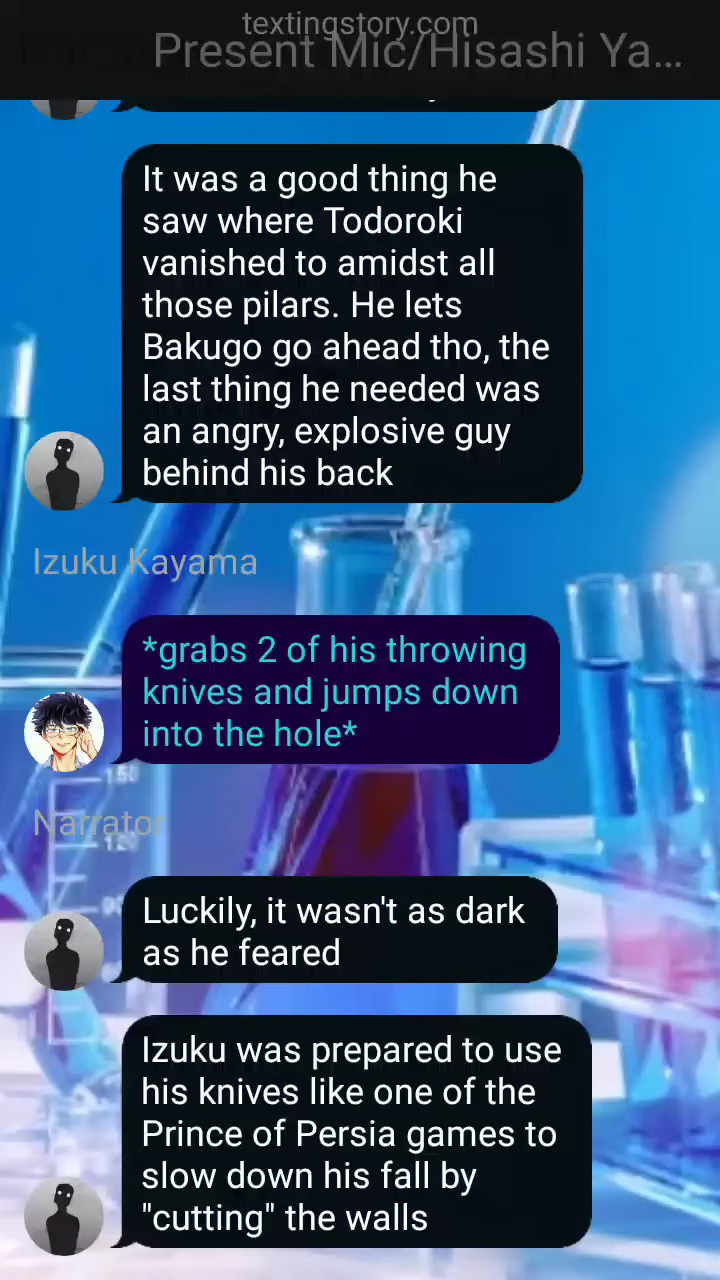 textingstory.com
Present Mic/Hisashi Ya...
It was a good thing he
saw where Todoroki
vanished to amidst all
those pilars. He lets
Bakugo go ahead tho, the
last thing he needed was
an angry, explosive guy
behind his back
Izuku Kayama
*grabs 2 of his throwing
knives and jumps down
into the hole*
150
Narrator
Luckily, it wasn't as dark
as he feared
Izuku was prepared to use
his knives like one of the
Prince of Persia games to
slow down his fall by
"cutting" the walls